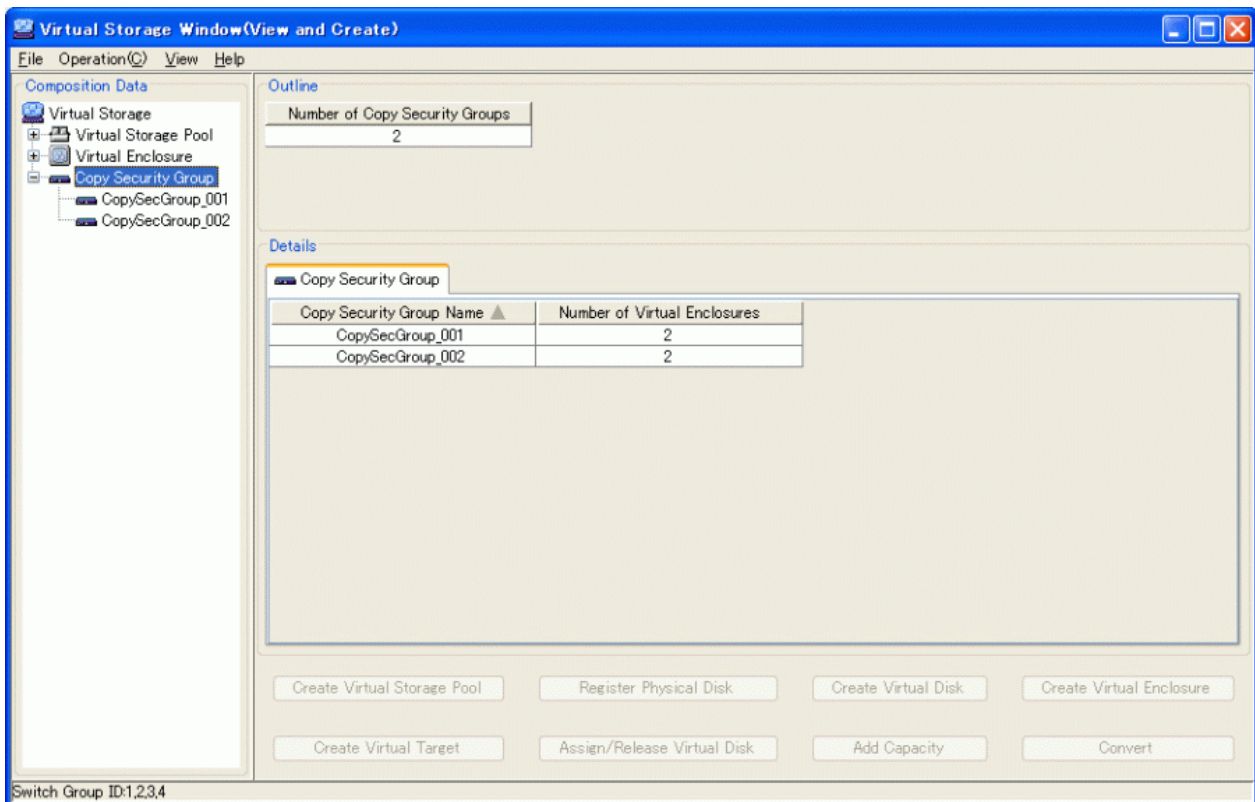 Virtual Storage Window(View and Create)
File Operation(C) View Help
Composition Data
Virtual Storage
Virtual Storage Pool
Virtual Enclosure
Copy Security Group
CopySecGroup_001
CopySecGroup_002
Outline
Number of Copy Security Groups
2
Details
Copy Security Group
Copy Security Group Name Number of Virtual Enclosures
CopySecGroup_001 2
CopySecGroup_002 2
Create Virtual Storage Pool Register Physical Disk Create Virtual Disk Create Virtual Enclosure
Create Virtual Target Assign/Release Virtual Disk Add Capacity Convert
Switch Group ID:1,2,3,4